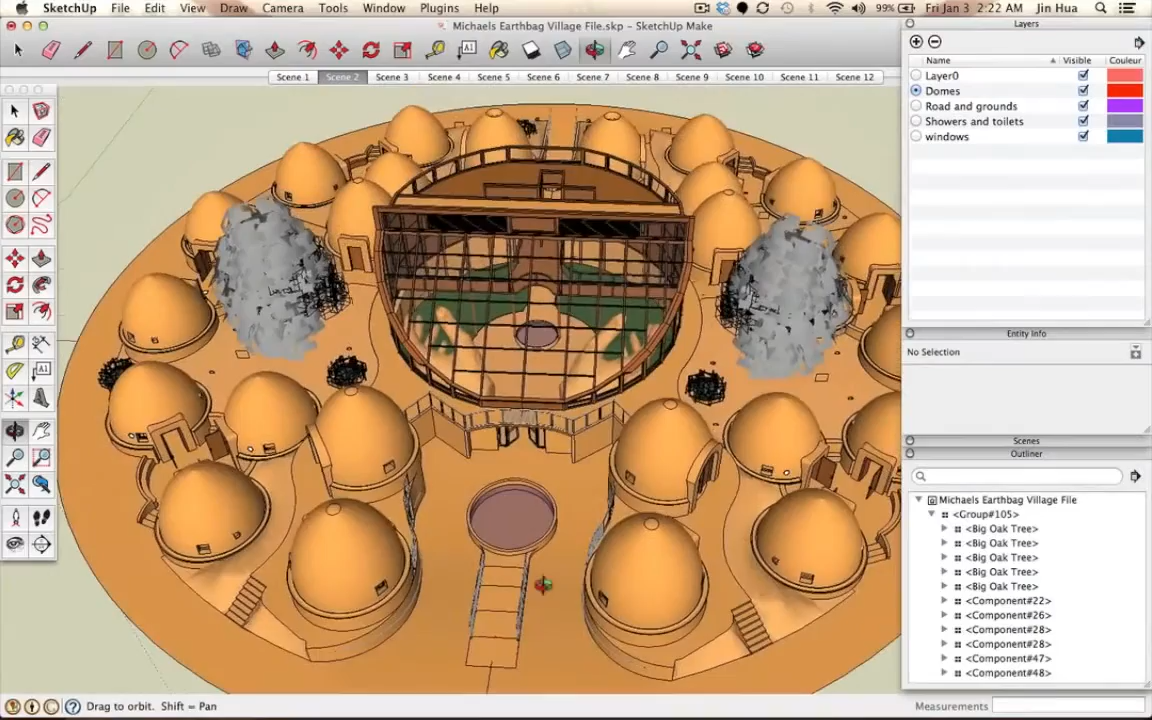 SketchUp File Edit View Draw Camera Tools Window Plugins Help 99% Fri Jan 3 2:22 AM Jin Hua
Michaels Earthbag Village File.skp - SketchUp Make
Scene 1 Scene 2 Scene 3 Scene 4 Scene 5 Scene 6 Scene 7 Scene 8 Scene 9 Scene 10 Scene 11 Scene 12
Layers
Name Visible Couleur
Layer0
Domes
Road and grounds
Showers and toilets
windows
Entity Info
No Selection
Scenes
Outliner
Michaels Earthbag Village File
<Group#105>
<Big Oak Tree>
<Big Oak Tree>
<Big Oak Tree>
<Big Oak Tree>
<Big Oak Tree>
<Component#22>
<Component#26>
<Component#28>
<Component#28>
<Component#47>
<Component#48>
Drag to orbit. Shift = Pan
Measurements